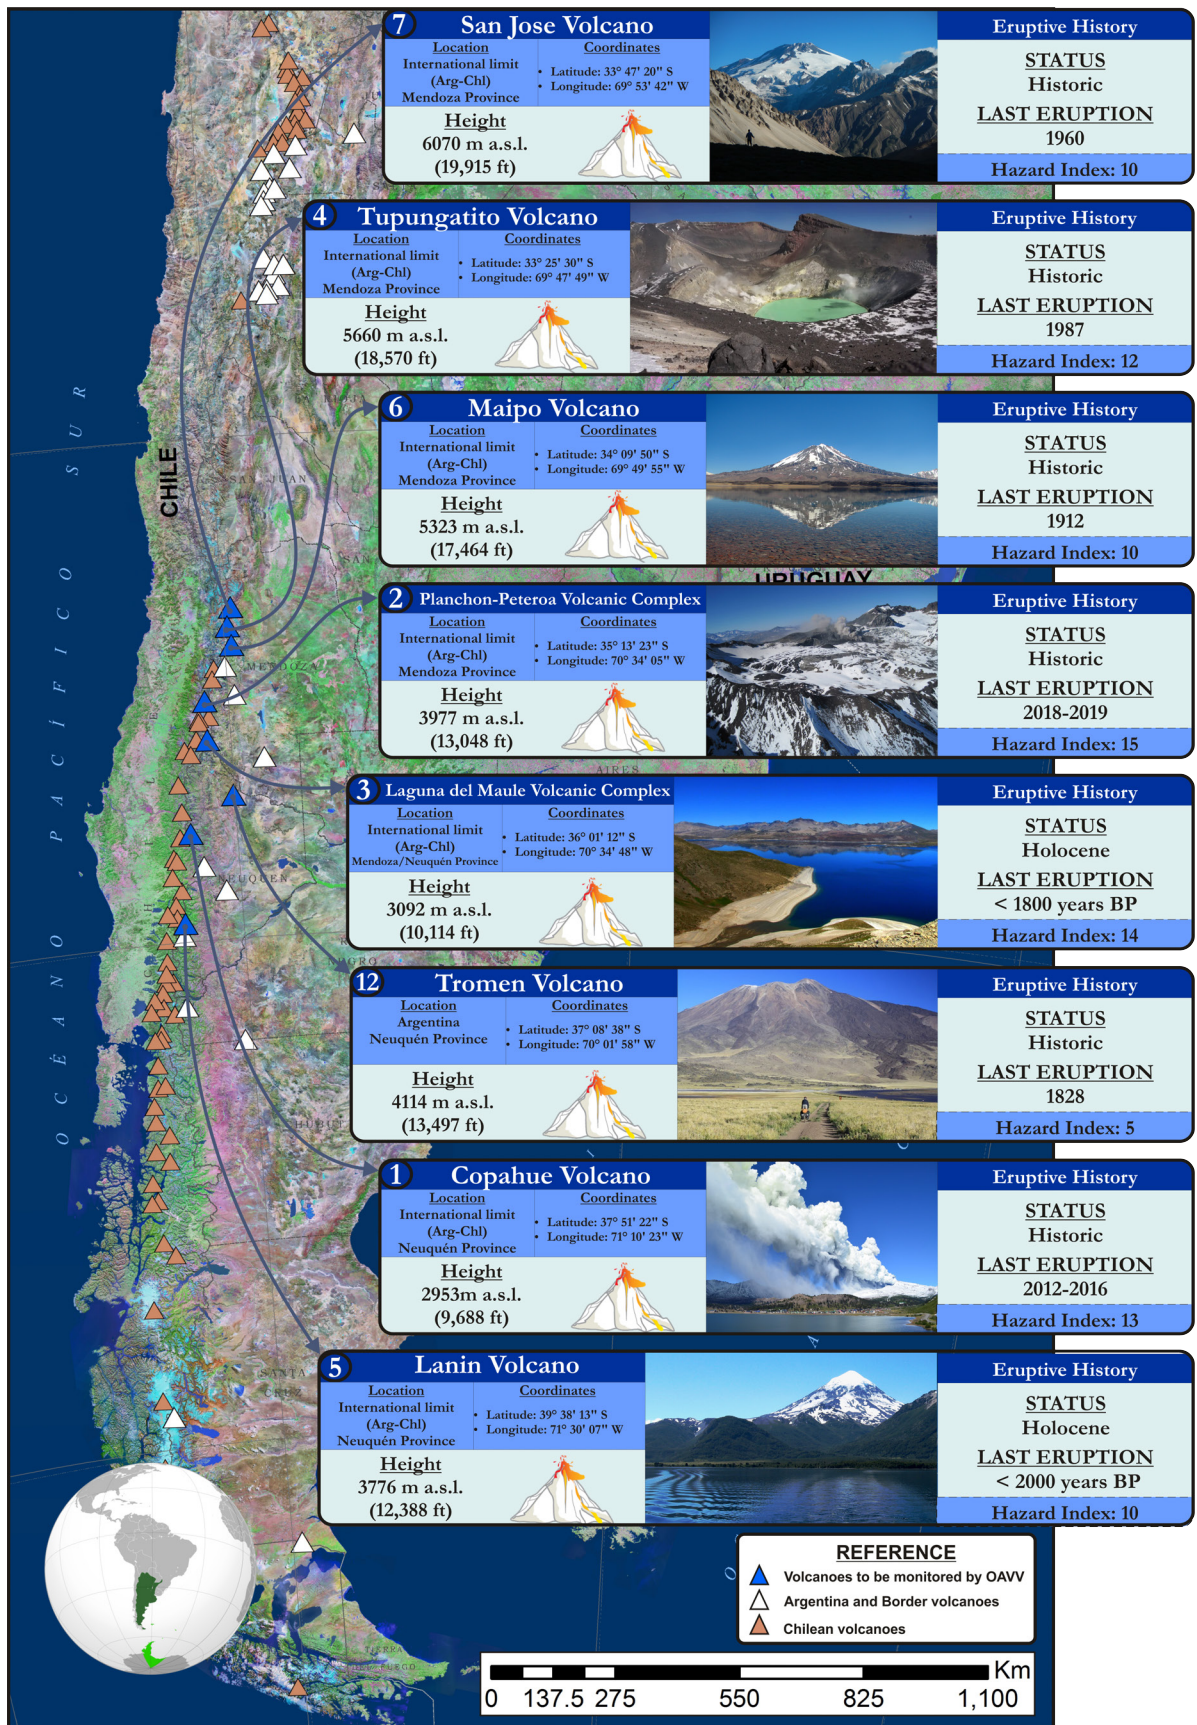 7
San Jose Volcano
Location
International limit
(Arg-Chl)
Mendoza Province
Coordinates
• Latitude: 33° 47' 20" S
• Longitude: 69° 53' 42" W
Height
6070 m a.s.l.
(19,915 ft)
Eruptive History
STATUS
Historic
LAST ERUPTION
1960
Hazard Index: 10
4
Tupungatito Volcano
Location
International limit
(Arg-Chl)
Mendoza Province
Coordinates
• Latitude: 33° 25' 30" S
• Longitude: 69° 47' 49" W
Height
5660 m a.s.l.
(18,570 ft)
Eruptive History
STATUS
Historic
LAST ERUPTION
1987
Hazard Index: 12
6
Maipo Volcano
Location
International limit
(Arg-Chl)
Mendoza Province
Coordinates
• Latitude: 34° 09' 50" S
• Longitude: 69° 49' 55" W
Height
5323 m a.s.l.
(17,464 ft)
Eruptive History
STATUS
Historic
LAST ERUPTION
1912
Hazard Index: 10
2
Planchon-Peteroa Volcanic Complex
Location
International limit
(Arg-Chl)
Mendoza Province
Coordinates
• Latitude: 35° 13' 23" S
• Longitude: 70° 34' 05" W
Height
3977 m a.s.l.
(13,048 ft)
Eruptive History
STATUS
Historic
LAST ERUPTION
2018-2019
Hazard Index: 15
3
Laguna del Maule Volcanic Complex
Location
International limit
(Arg-Chl)
Mendoza/Neuquén Province
Coordinates
• Latitude: 36° 01' 12" S
• Longitude: 70° 34' 48" W
Height
3092 m a.s.l.
(10,114 ft)
Eruptive History
STATUS
Holocene
LAST ERUPTION
< 1800 years BP
Hazard Index: 14
12
Tromen Volcano
Location
Argentina
Neuquén Province
Coordinates
• Latitude: 37° 08' 38" S
• Longitude: 70° 01' 58" W
Height
4114 m a.s.l.
(13,497 ft)
Eruptive History
STATUS
Historic
LAST ERUPTION
1828
Hazard Index: 5
1
Copahue Volcano
Location
International limit
(Arg-Chl)
Neuquén Province
Coordinates
• Latitude: 37° 51' 22" S
• Longitude: 71° 10' 23" W
Height
2953m a.s.l.
(9,688 ft)
Eruptive History
STATUS
Historic
LAST ERUPTION
2012-2016
Hazard Index: 13
5
Lanin Volcano
Location
International limit
(Arg-Chl)
Neuquén Province
Coordinates
• Latitude: 39° 38' 13" S
• Longitude: 71° 30' 07" W
Height
3776 m a.s.l.
(12,388 ft)
Eruptive History
STATUS
Holocene
LAST ERUPTION
< 2000 years BP
Hazard Index: 10
OCÉANO PACÍFICO SUR
CHILE
URUGUAY
SAN JUAN
SAN
MENDOZA
AIRES
NEUQUEN
NEGRO
CHUBUT
SANTA
CRUZ
TIERRA
DEL FUEGO
REFERENCE
Volcanoes to be monitored by OAVV
Argentina and Border volcanoes
Chilean volcanoes
Km
0 137.5 275 550 825 1,100